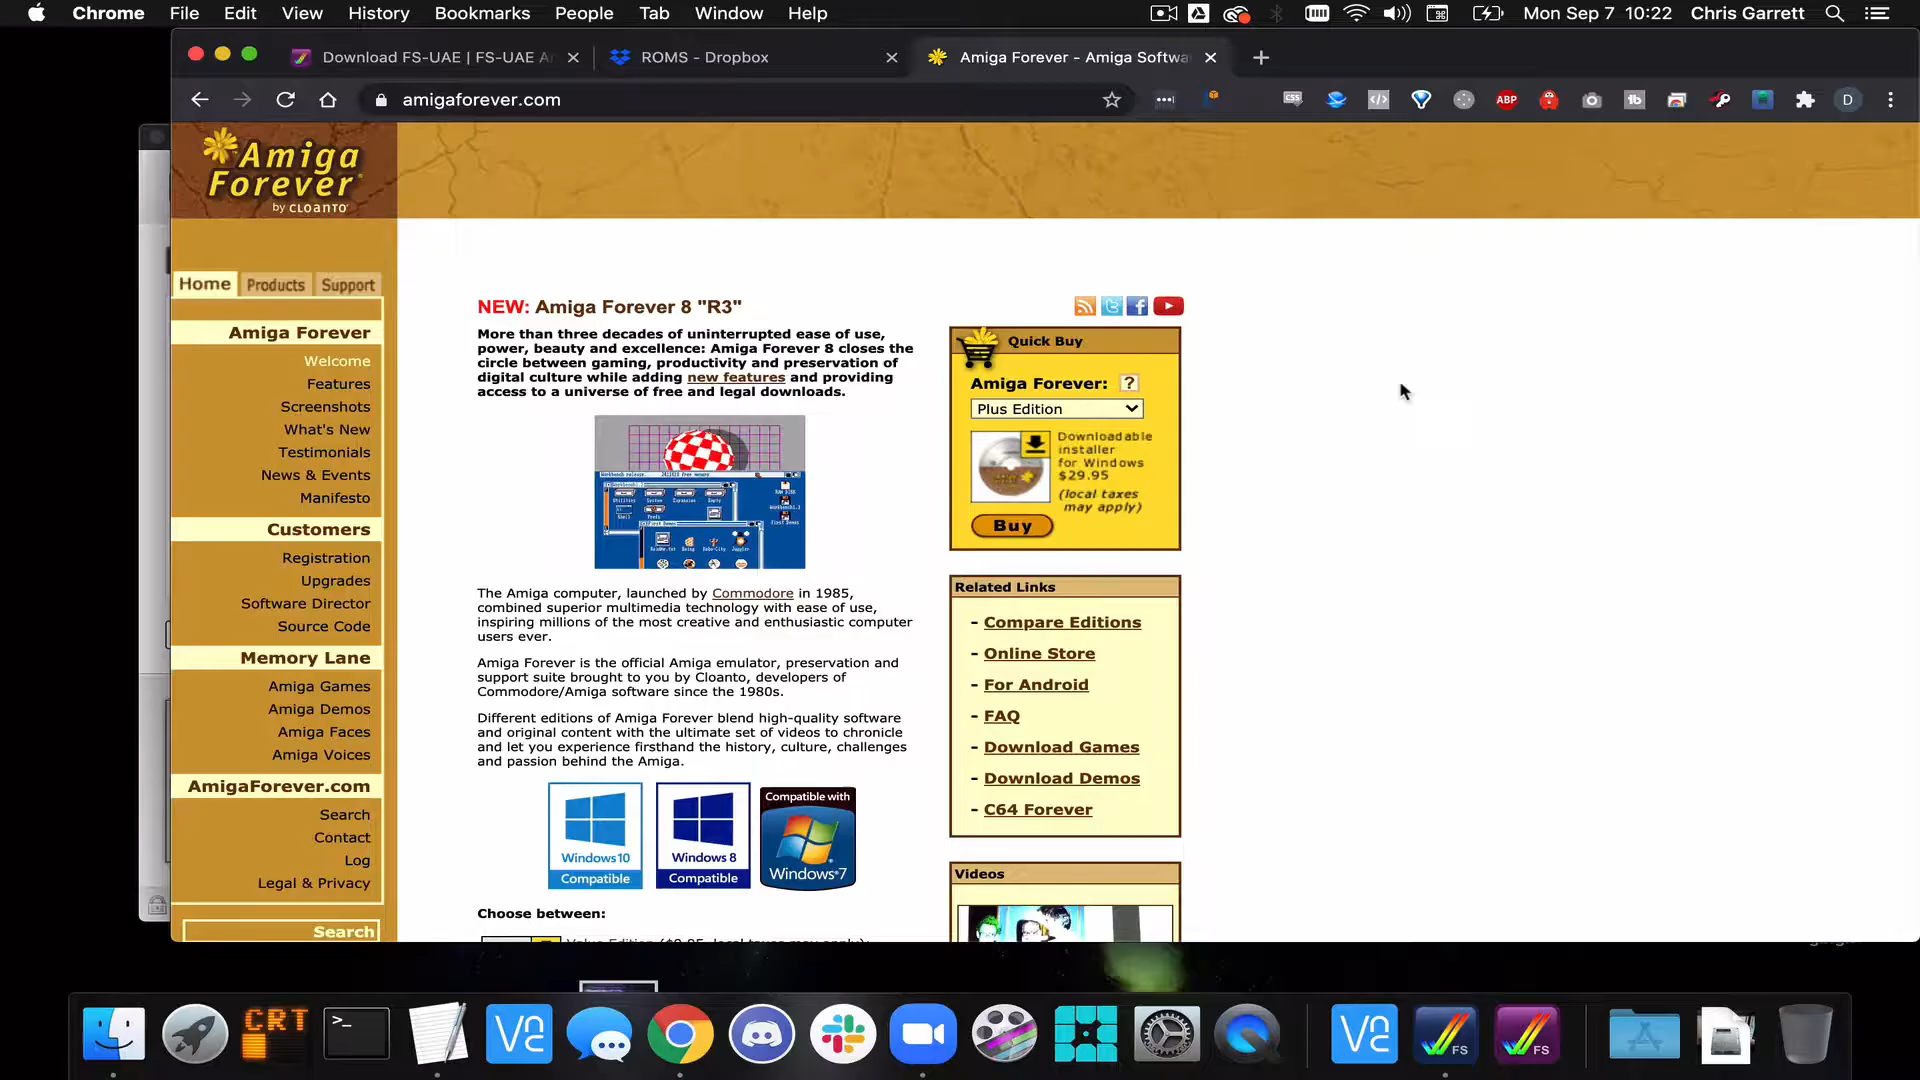 Chrome File Edit View History Bookmarks People Tab Window Help Mon Sep 7 10:22 Chris Garrett
Download FS-UAE | FS-UAE Ar ROMS - Dropbox Amiga Forever - Amiga Softwa
amigaforever.com CSS ABP D
Amiga
Forever
by CLOANTO
Home Products Support
Amiga Forever
Welcome
Features
Screenshots
What's New
Testimonials
News & Events
Manifesto
Customers
Registration
Upgrades
Software Director
Source Code
Memory Lane
Amiga Games
Amiga Demos
Amiga Faces
Amiga Voices
AmigaForever.com
Search
Contact
Log
Legal & Privacy
Search
NEW: Amiga Forever 8 "R3"
More than three decades of uninterrupted ease of use,
power, beauty and excellence: Amiga Forever 8 closes the
circle between gaming, productivity and preservation of
digital culture while adding new features and providing
access to a universe of free and legal downloads.
The Amiga computer, launched by Commodore in 1985,
combined superior multimedia technology with ease of use,
inspiring millions of the most creative and enthusiastic computer
users ever.
Amiga Forever is the official Amiga emulator, preservation and
support suite brought to you by Cloanto, developers of
Commodore/Amiga software since the 1980s.
Different editions of Amiga Forever blend high-quality software
and original content with the ultimate set of videos to chronicle
and let you experience firsthand the history, culture, challenges
and passion behind the Amiga.
Windows 10
Compatible
Windows 8
Compatible
Compatible with
Windows 7
Choose between:
Value Edition ($9.95, local taxes may apply):
Quick Buy
Amiga Forever: ?
Plus Edition
Downloadable
installer
for Windows
$29.95
(local taxes
may apply)
Buy
Related Links
- Compare Editions
- Online Store
- For Android
- FAQ
- Download Games
- Download Demos
- C64 Forever
Videos
CRT
>_
FS
FS